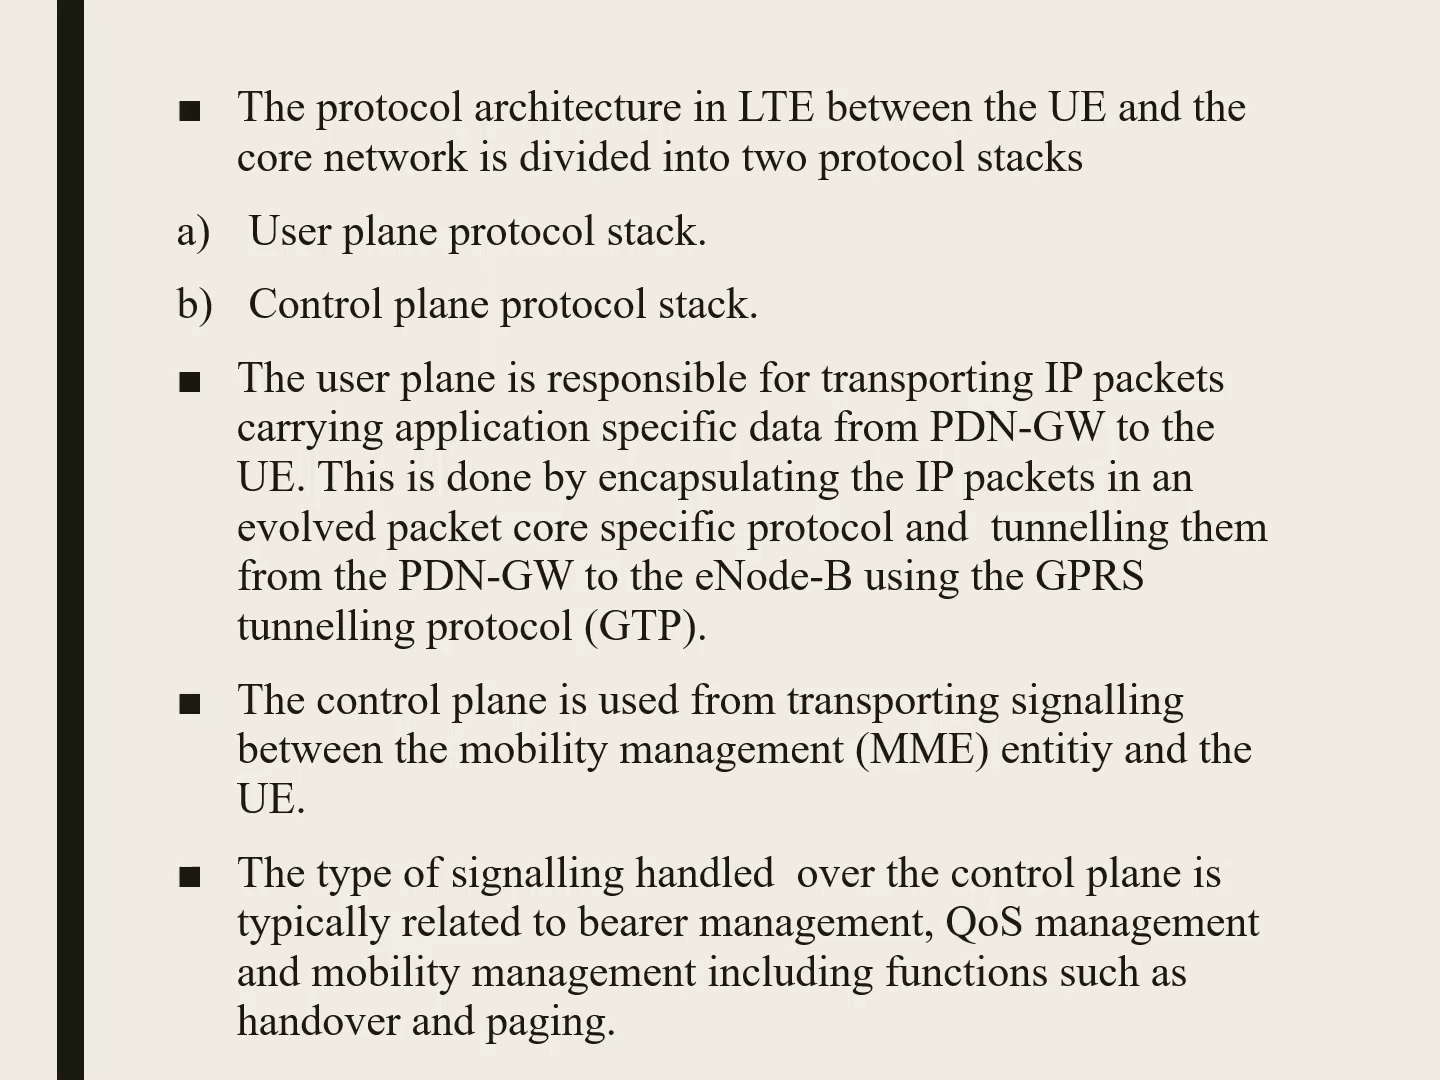 ■ The protocol architecture in LTE between the UE and the
core network is divided into two protocol stacks
a) User plane protocol stack.
b) Control plane protocol stack.
■ The user plane is responsible for transporting IP packets
carrying application specific data from PDN-GW to the
UE. This is done by encapsulating the IP packets in an
evolved packet core specific protocol and  tunnelling them
from the PDN-GW to the eNode-B using the GPRS
tunnelling protocol (GTP).
■ The control plane is used from transporting signalling
between the mobility management (MME) entitiy and the
UE.
■ The type of signalling handled  over the control plane is
typically related to bearer management, QoS management
and mobility management including functions such as
handover and paging.